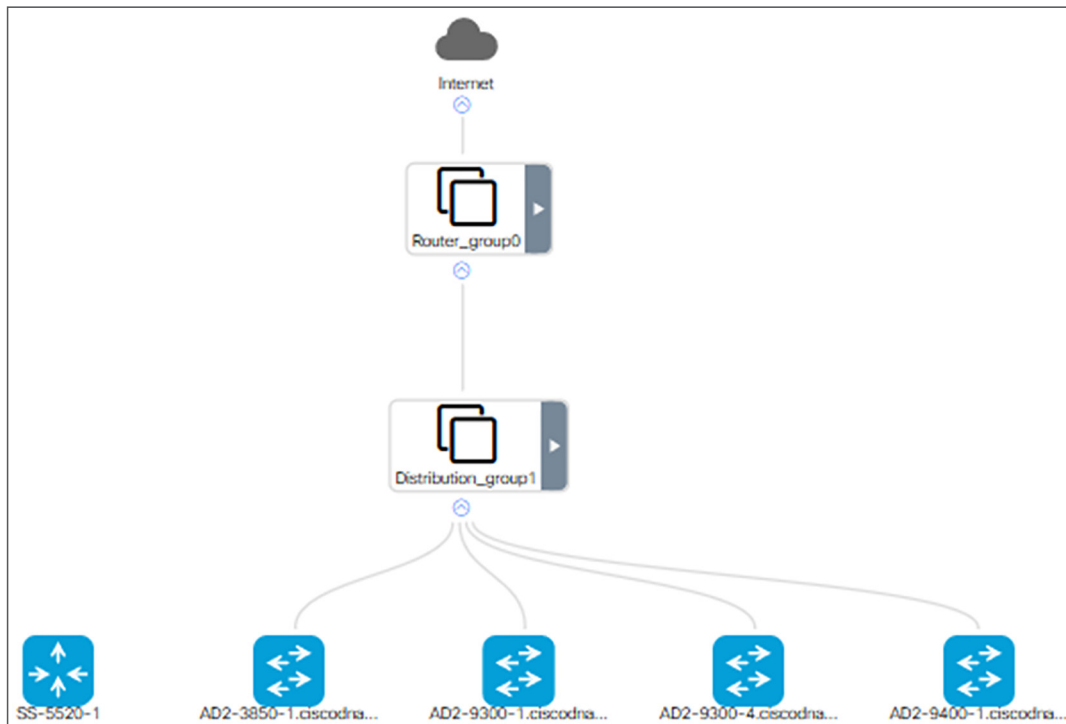 Internet
Router_group0
Distribution_group1
SS-5520-1
AD2-3850-1.ciscodna...
AD2-9300-1.ciscodna...
AD2-9300-4.ciscodna...
AD2-9400-1.ciscodna...